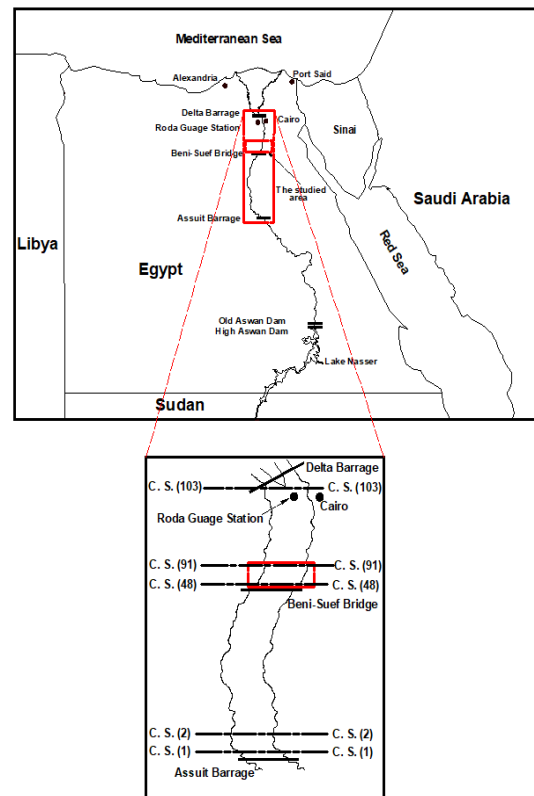 Mediterranean Sea
Alexandria
Port Said
Delta Barrage
Cairo
Roda Guage Station
Sinai
Beni-Suef Bridge
The studied
area
Saudi Arabia
Assuit Barrage
Libya
Red Sea
Egypt
Old Aswan Dam
High Aswan Dam
Lake Nasser
Sudan
Delta Barrage
C. S. (103)
C. S. (103)
Roda Guage Station
Cairo
C. S. (91)
C. S. (91)
C. S. (48)
C. S. (48)
Beni-Suef Bridge
C. S. (2)
C. S. (2)
C. S. (1)
C. S. (1)
Assuit Barrage